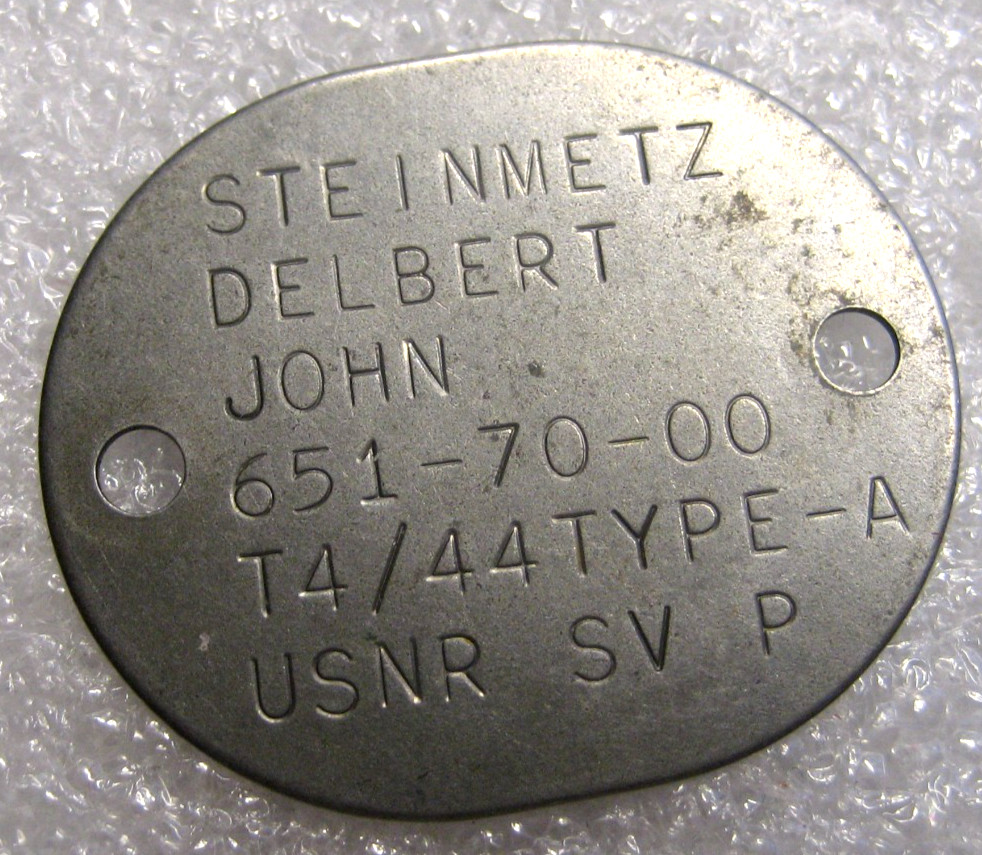 STEINMETZ
DELBERT
JOHN
651-70-00
T4/44TYPE-A
USNR SV P